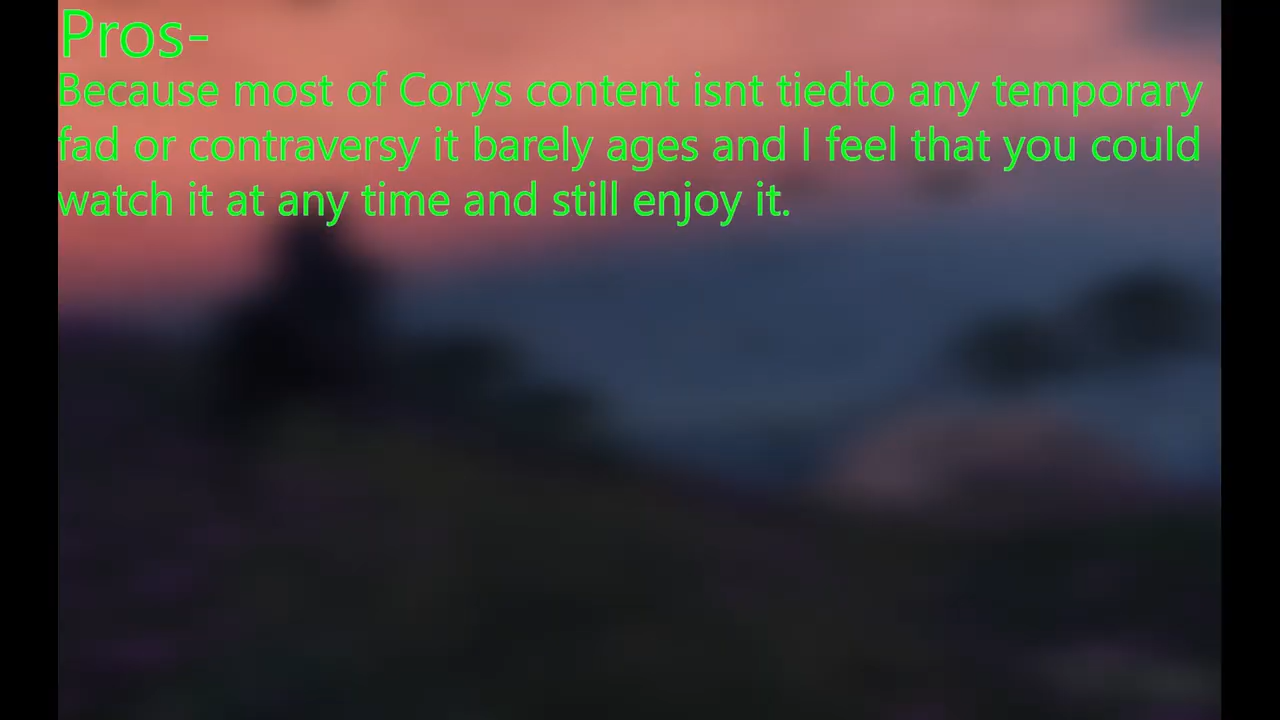 Pros-
Because most of Corys content isnt tiedto any temporary
fad or contraversy it barely ages and I feel that you could
watch it at any time and still enjoy it.